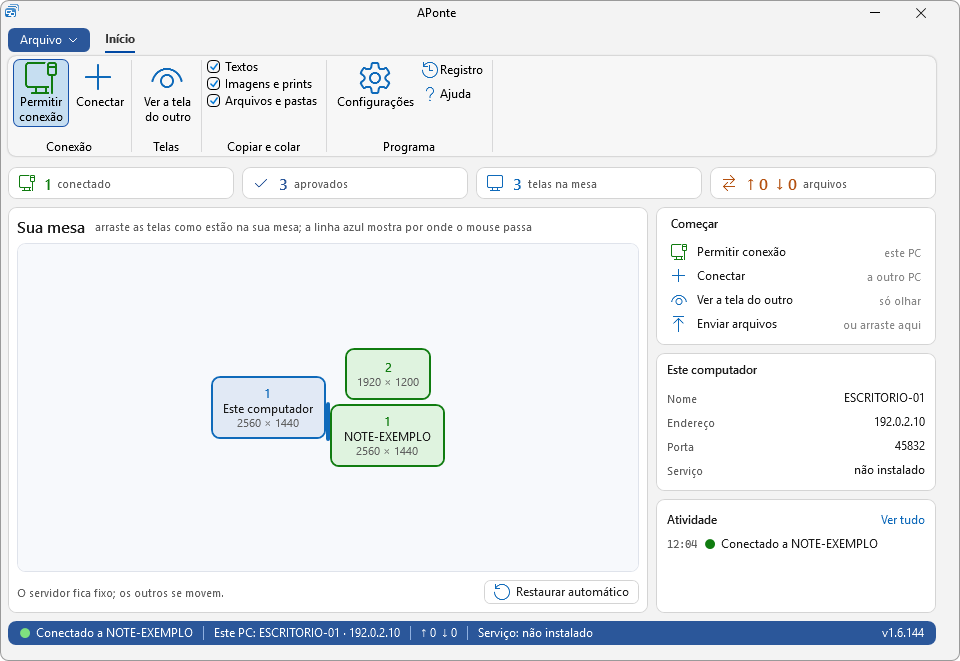 APonte
Arquivo
Início
Permitir
conexão
Conectar
Conexão
Ver a tela
do outro
Telas
Textos
Imagens e prints
Arquivos e pastas
Copiar e colar
Configurações
Registro
? Ajuda
Programa
1 conectado
3 aprovados
3 telas na mesa
↑ 0 ↓ 0 arquivos
Sua mesa arraste as telas como estão na sua mesa; a linha azul mostra por onde o mouse passa
1
Este computador
2560 × 1440
2
1920 × 1200
1
NOTE-EXEMPLO
2560 × 1440
O servidor fica fixo; os outros se movem.
Restaurar automático
Começar
Permitir conexão este PC
Conectar a outro PC
Ver a tela do outro só olhar
Enviar arquivos ou arraste aqui
Este computador
Nome ESCRITORIO-01
Endereço 192.0.2.10
Porta 45832
Serviço não instalado
Atividade Ver tudo
12:04 Conectado a NOTE-EXEMPLO
Conectado a NOTE-EXEMPLO Este PC: ESCRITORIO-01 · 192.0.2.10 ↑ 0 ↓ 0 Serviço: não instalado v1.6.144